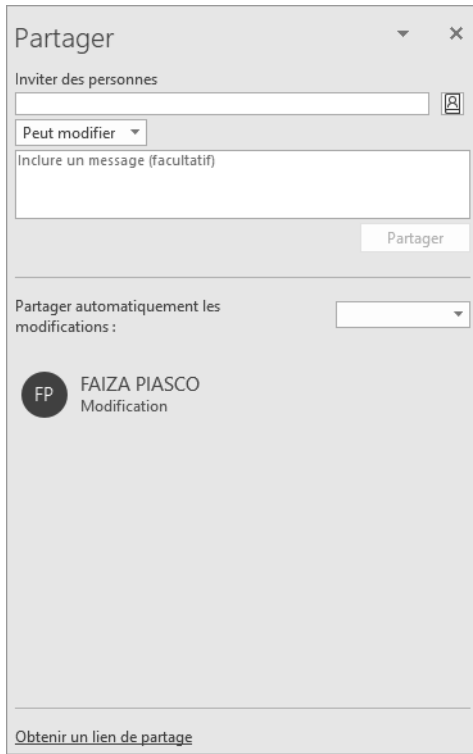 Partager
Inviter des personnes
Peut modifier
Inclure un message (facultatif)
Partager
Partager automatiquement les
modifications :
FP
FAIZA PIASCO
Modification
Obtenir un lien de partage